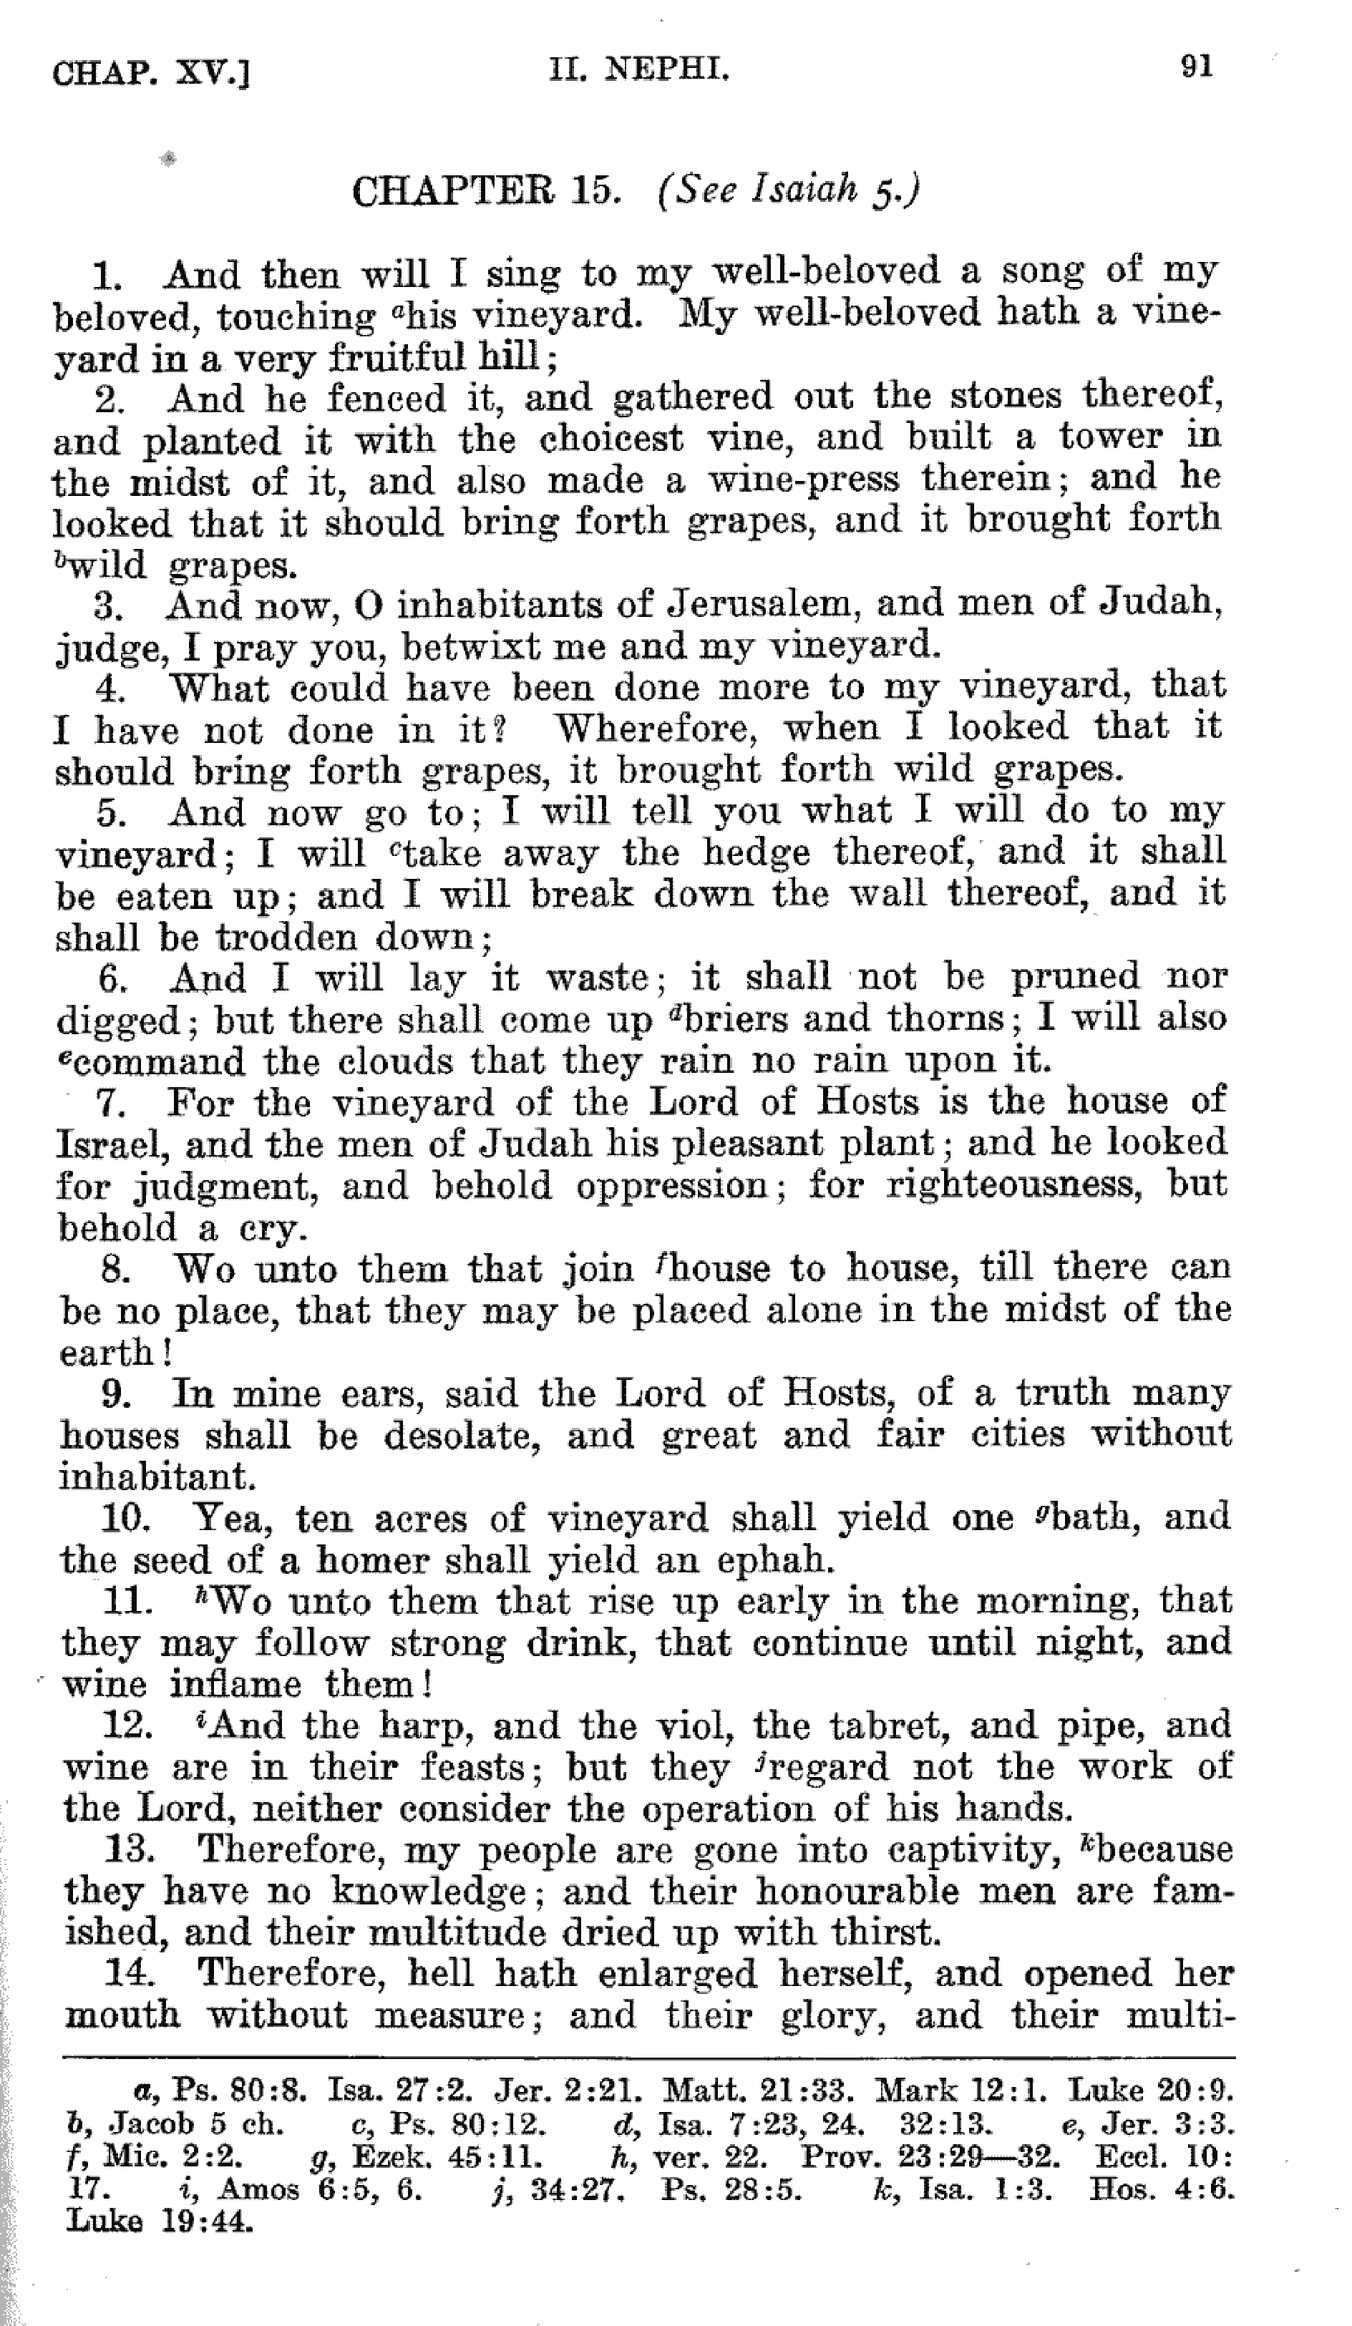 CHAP. XV.] II. NEPHI. 91
CHAPTER 15. (See Isaiah 5.)
1. And then will I sing to my well-beloved a song of my
beloved, touching ahis vineyard. My well-beloved hath a vine-
yard in a very fruitful hill;
2. And he fenced it, and gathered out the stones thereof,
and planted it with the choicest vine, and built a tower in
the midst of it, and also made a wine-press therein; and he
looked that it should bring forth grapes, and it brought forth
bwild grapes.
3. And now, O inhabitants of Jerusalem, and men of Judah,
judge, I pray you, betwixt me and my vineyard.
4. What could have been done more to my vineyard, that
I have not done in it? Wherefore, when I looked that it
should bring forth grapes, it brought forth wild grapes.
5. And now go to; I will tell you what I will do to my
vineyard; I will ctake away the hedge thereof, and it shall
be eaten up; and I will break down the wall thereof, and it
shall be trodden down;
6. And I will lay it waste; it shall not be pruned nor
digged; but there shall come up dbriers and thorns; I will also
ecommand the clouds that they rain no rain upon it.
7. For the vineyard of the Lord of Hosts is the house of
Israel, and the men of Judah his pleasant plant; and he looked
for judgment, and behold oppression; for righteousness, but
behold a cry.
8. Wo unto them that join fhouse to house, till there can
be no place, that they may be placed alone in the midst of the
earth!
9. In mine ears, said the Lord of Hosts, of a truth many
houses shall be desolate, and great and fair cities without
inhabitant.
10. Yea, ten acres of vineyard shall yield one gbath, and
the seed of a homer shall yield an ephah.
11. hWo unto them that rise up early in the morning, that
they may follow strong drink, that continue until night, and
wine inflame them!
12. iAnd the harp, and the viol, the tabret, and pipe, and
wine are in their feasts; but they jregard not the work of
the Lord, neither consider the operation of his hands.
13. Therefore, my people are gone into captivity, kbecause
they have no knowledge; and their honourable men are fam-
ished, and their multitude dried up with thirst.
14. Therefore, hell hath enlarged herself, and opened her
mouth without measure; and their glory, and their multi-
a, Ps. 80:8. Isa. 27:2. Jer. 2:21. Matt. 21:33. Mark 12:1. Luke 20:9.
b, Jacob 5 ch. c, Ps. 80:12. d, Isa. 7:23, 24. 32:13. e, Jer. 3:3.
f, Mic. 2:2. g, Ezek. 45:11. h, ver. 22. Prov. 23:29—32. Eccl. 10:
17. i, Amos 6:5, 6. j, 34:27. Ps. 28:5. k, Isa. 1:3. Hos. 4:6.
Luke 19:44.